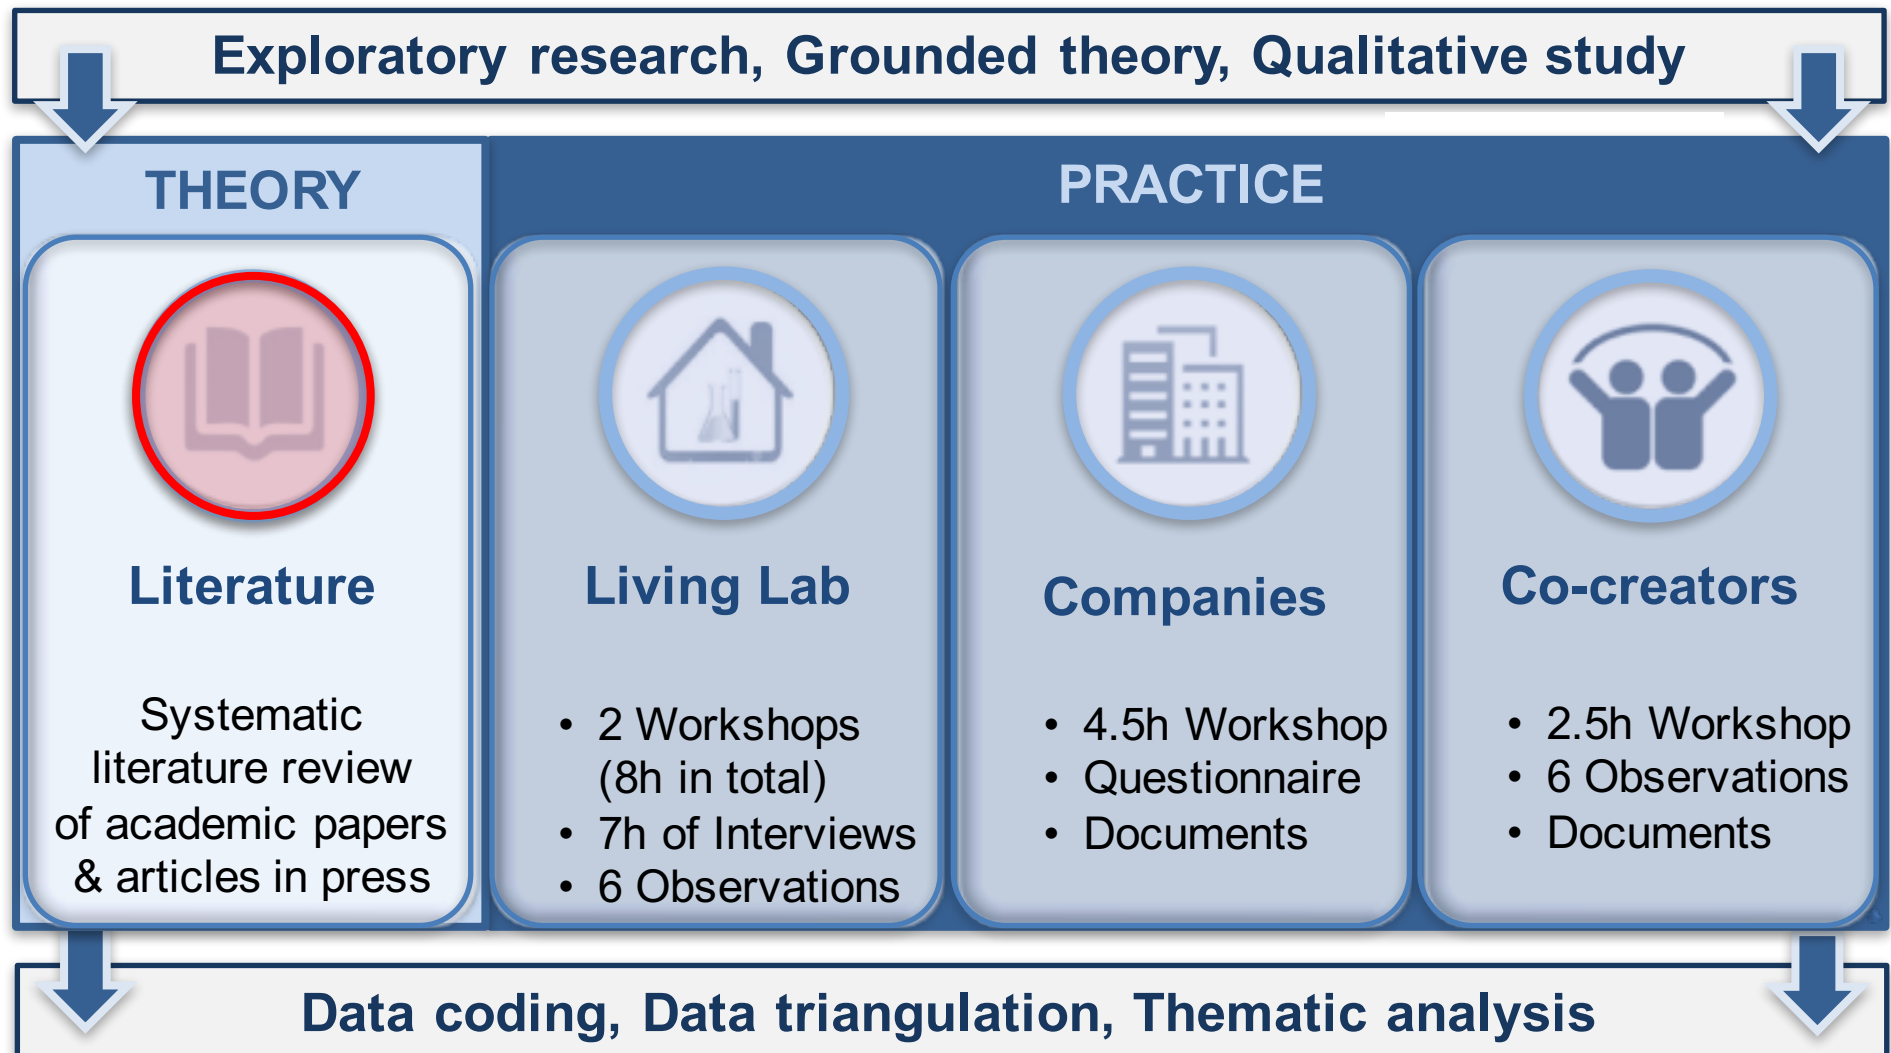 Exploratory research, Grounded theory, Qualitative study
THEORY
PRACTICE
Literature
Systematic
literature review
of academic papers
& articles in press
Living Lab
• 2 Workshops
(8h in total)
• 7h of Interviews
• 6 Observations
Companies
• 4.5h Workshop
• Questionnaire
• Documents
Co-creators
• 2.5h Workshop
• 6 Observations
• Documents
Data coding, Data triangulation, Thematic analysis